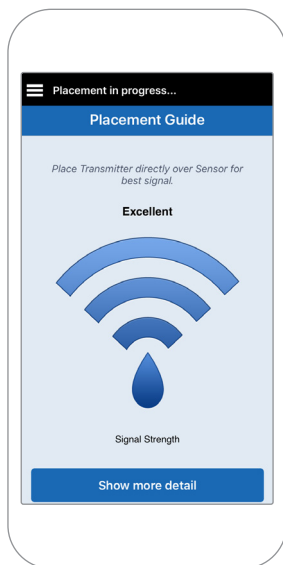 Placement in progress...
Placement Guide
Place Transmitter directly over Sensor for
best signal.
Excellent
Signal Strength
Show more detail